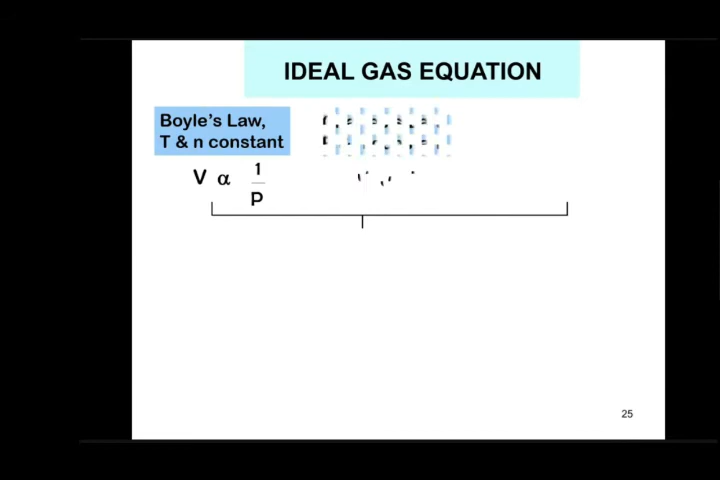 IDEAL GAS EQUATION
Boyle's Law,
T & n constant
V α 1/P
25